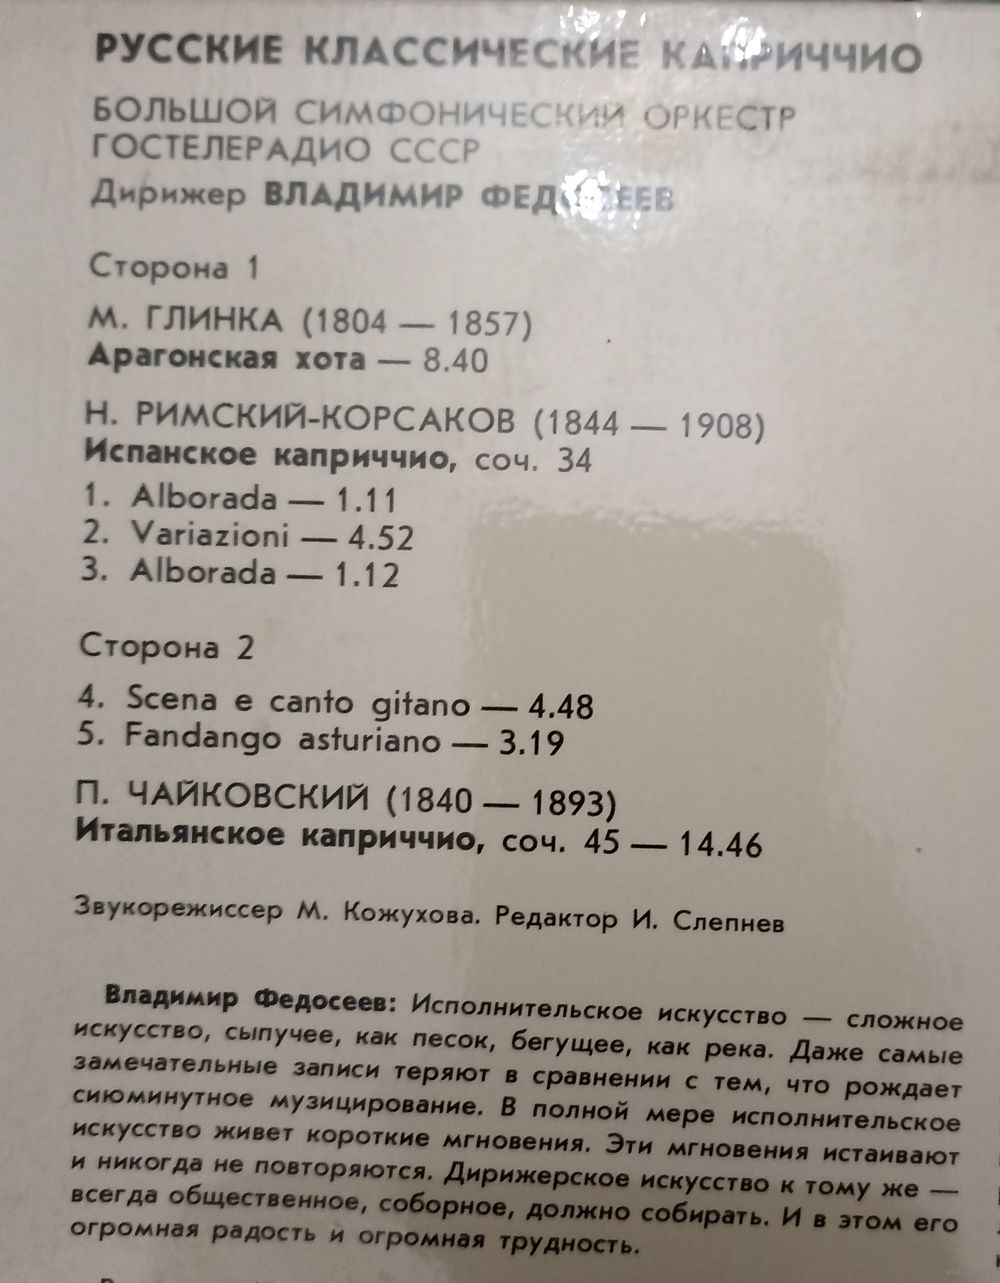 РУССКИЕ КЛАССИЧЕСКИЕ КАПРИЧЧИО
БОЛЬШОЙ СИМФОНИЧЕСКИЙ ОРКЕСТР
ГОСТЕЛЕРАДИО СССР
Дирижер ВЛАДИМИР ФЕДОСЕЕВ
Сторона 1
М. ГЛИНКА (1804 — 1857)
Арагонская хота — 8.40
Н. РИМСКИЙ-КОРСАКОВ (1844 — 1908)
Испанское каприччио, соч. 34
1. Alborada — 1.11
2. Variazioni — 4.52
3. Alborada — 1.12
Сторона 2
4. Scena e canto gitano — 4.48
5. Fandango asturiano — 3.19
П. ЧАЙКОВСКИЙ (1840 — 1893)
Итальянское каприччио, соч. 45 — 14.46
Звукорежиссер М. Кожухова. Редактор И. Слепнев
Владимир Федосеев: Исполнительское искусство — сложное
искусство, сыпучее, как песок, бегущее, как река. Даже самые
замечательные записи теряют в сравнении с тем, что рождает
сиюминутное музицирование. В полной мере исполнительское
искусство живет короткие мгновения. Эти мгновения истаивают
и никогда не повторяются. Дирижерское искусство к тому же —
всегда общественное, соборное, должно собирать. И в этом его
огромная радость и огромная трудность.